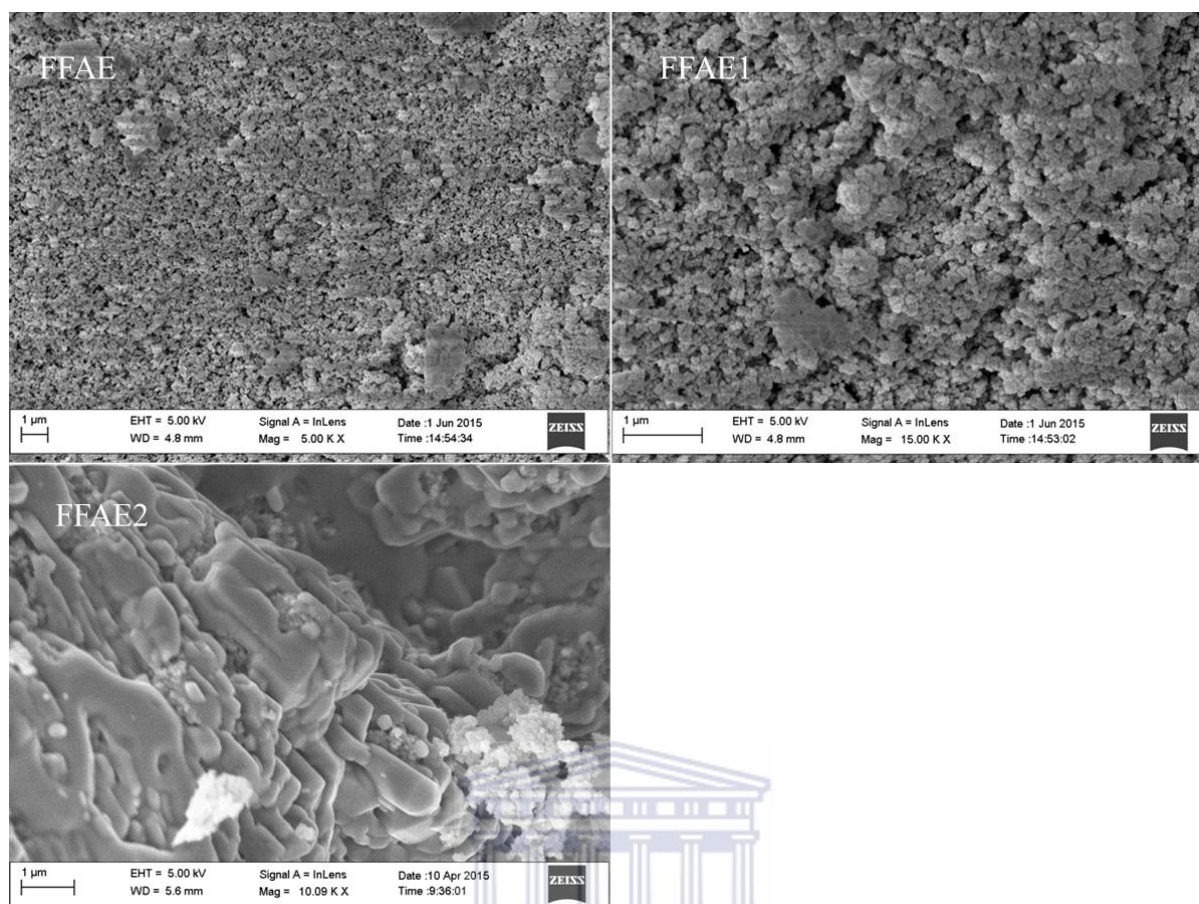 FFAE
1 µm
EHT = 5.00 kV
WD = 4.8 mm
Signal A = InLens
Mag = 5.00 K X
Date :1 Jun 2015
Time :14:54:34
ZEISS
FFAE1
1 µm
EHT = 5.00 kV
WD = 4.8 mm
Signal A = InLens
Mag = 15.00 K X
Date :1 Jun 2015
Time :14:53:02
ZEISS
FFAE2
1 µm
EHT = 5.00 kV
WD = 5.6 mm
Signal A = InLens
Mag = 10.09 K X
Date :10 Apr 2015
Time :9:36:01
ZEISS